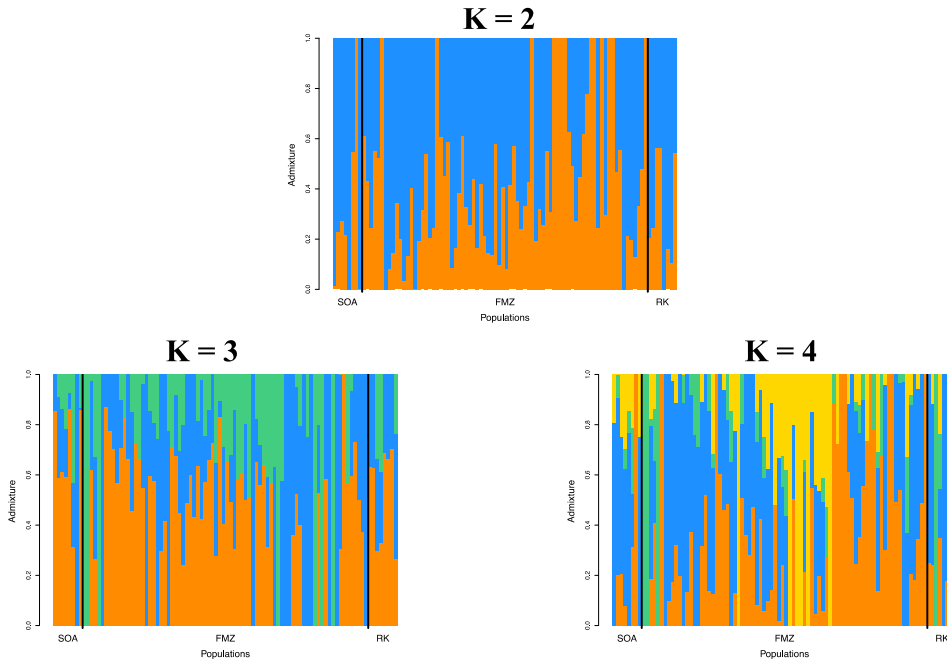 K = 2
1.0
0.8
0.6
0.4
0.2
0.0
Admixture
SOA FMZ RK
Populations
K = 3
1.0
0.8
0.6
0.4
0.2
0.0
Admixture
SOA FMZ RK
Populations
K = 4
1.0
0.8
0.6
0.4
0.2
0.0
Admixture
SOA FMZ RK
Populations